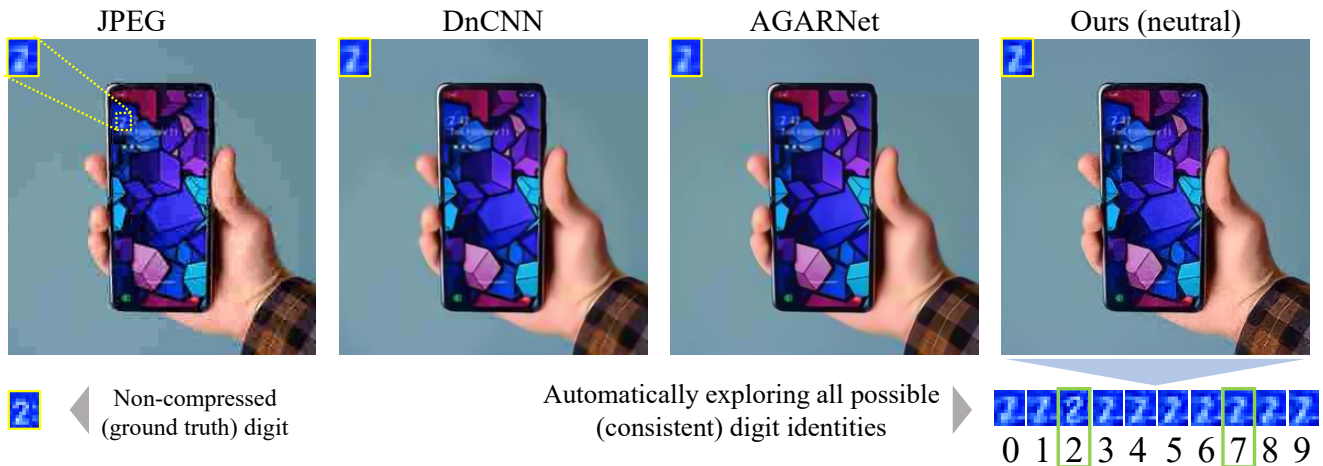 JPEG
DnCNN
AGARNet
Ours (neutral)
2:
Non-compressed
(ground truth) digit
Automatically exploring all possible
(consistent) digit identities
0 1 2 3 4 5 6 7 8 9